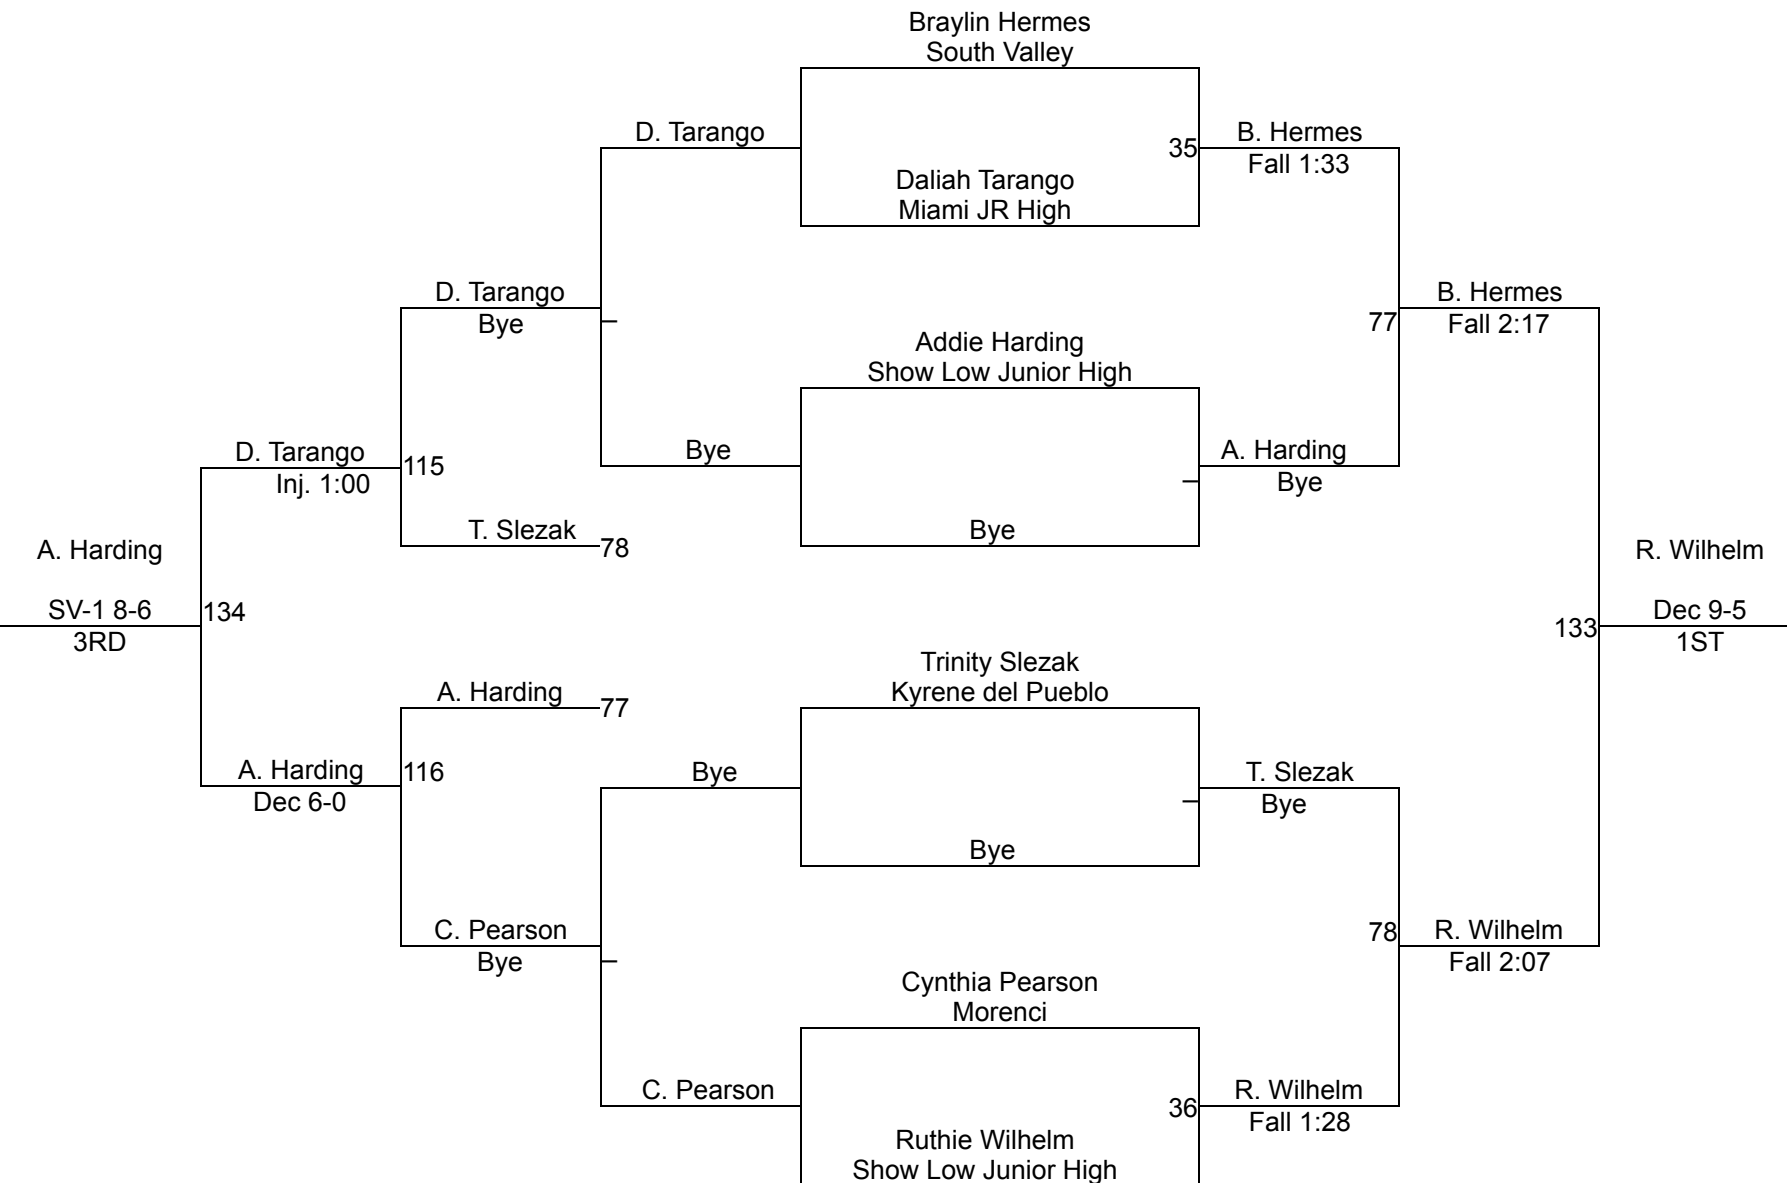 Braylin Hermes
South Valley
D. Tarango
35
B. Hermes
Fall 1:33
Daliah Tarango
Miami JR High
D. Tarango
Bye
B. Hermes
Fall 2:17
77
Addie Harding
Show Low Junior High
D. Tarango
Inj. 1:00
115
Bye
A. Harding
Bye
T. Slezak
78
Bye
A. Harding
SV-1 8-6
3RD
134
R. Wilhelm
Dec 9-5
1ST
133
Trinity Slezak
Kyrene del Pueblo
A. Harding
77
A. Harding
Dec 6-0
116
Bye
T. Slezak
Bye
Bye
C. Pearson
Bye
78
R. Wilhelm
Fall 2:07
Cynthia Pearson
Morenci
C. Pearson
36
R. Wilhelm
Fall 1:28
Ruthie Wilhelm
Show Low Junior High